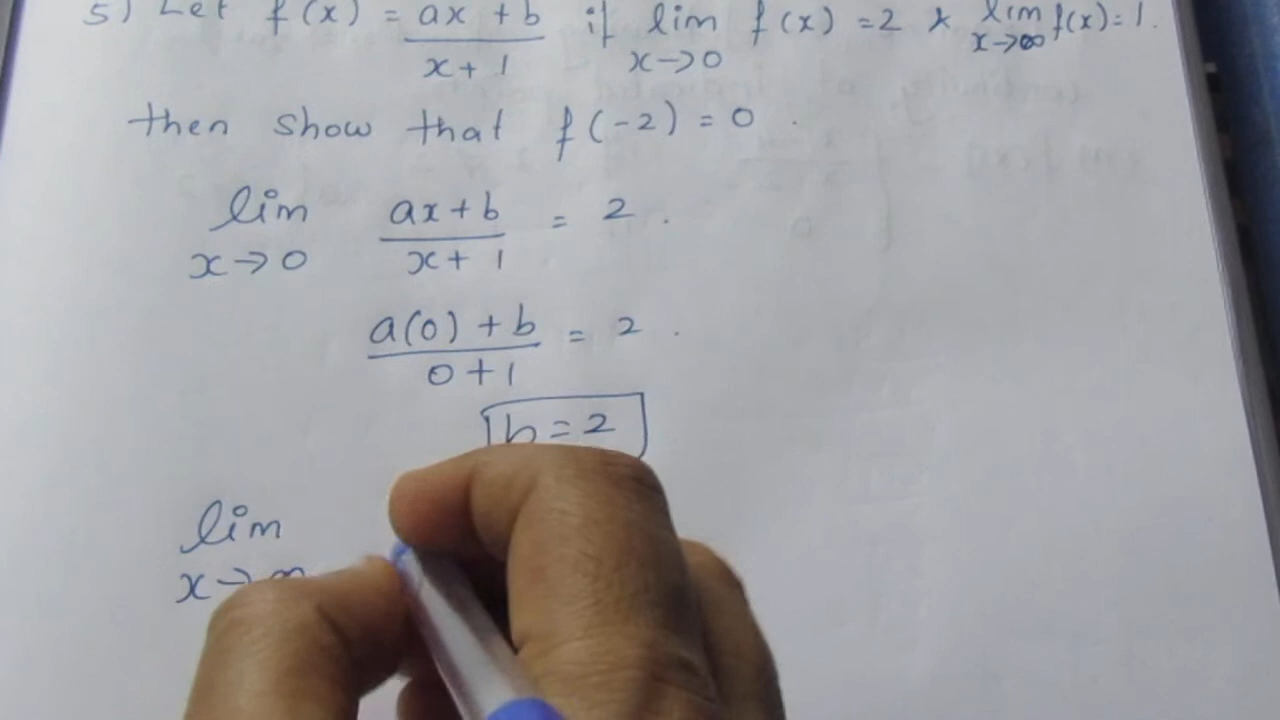 5) Let f(x) = ax + b / x + 1 if lim x→0 f(x) = 2 & lim x→∞ f(x) = 1.
then show that f(-2) = 0.
lim x→0 ax + b / x + 1 = 2.
a(0) + b / 0 + 1 = 2.
b = 2
lim
x→∞